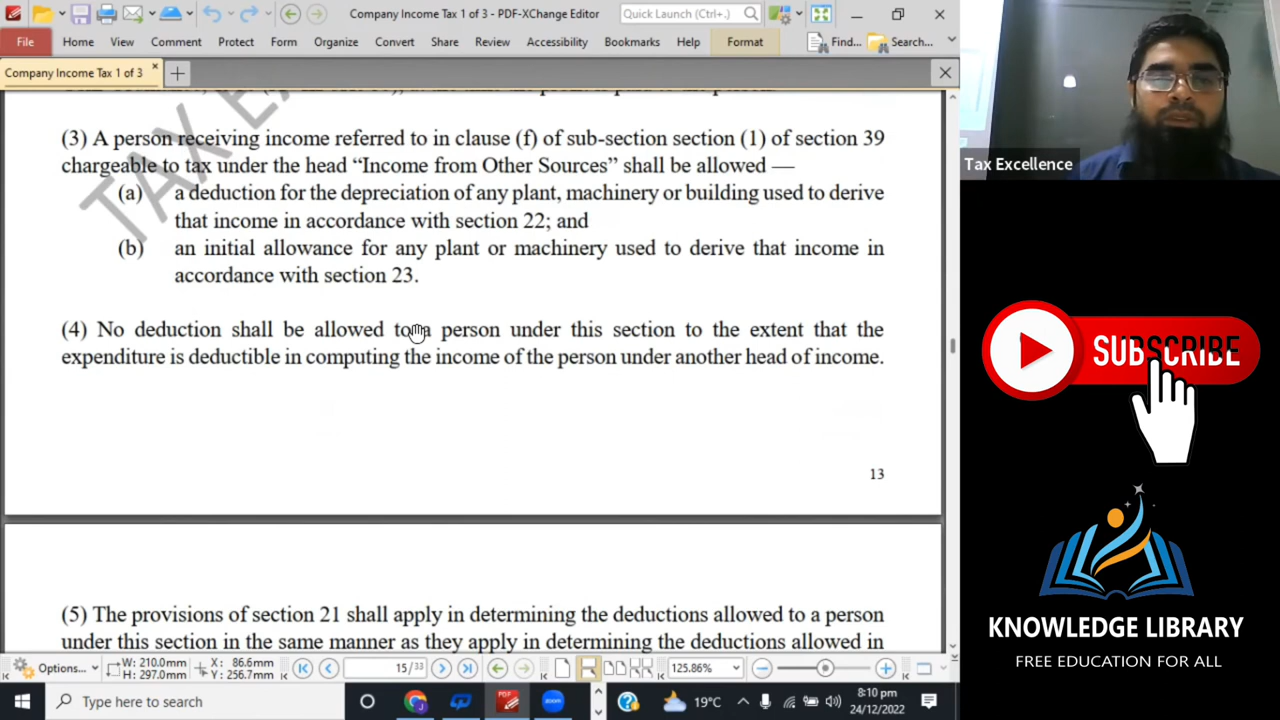 Company Income Tax 1 of 3 - PDF-XChange Editor
Quick Launch (Ctrl+.)
File Home View Comment Protect Form Organize Convert Share Review Accessibility Bookmarks Help Format Find... Search...
Company Income Tax 1 of 3
(3) A person receiving income referred to in clause (f) of sub-section section (1) of section 39
chargeable to tax under the head “Income from Other Sources” shall be allowed —
(a) a deduction for the depreciation of any plant, machinery or building used to derive
that income in accordance with section 22; and
(b) an initial allowance for any plant or machinery used to derive that income in
accordance with section 23.
(4) No deduction shall be allowed to a person under this section to the extent that the
expenditure is deductible in computing the income of the person under another head of income.
13
(5) The provisions of section 21 shall apply in determining the deductions allowed to a person
under this section in the same manner as they apply in determining the deductions allowed in
Options...
W: 210.0mm
H: 297.0mm
X: 86.6mm
Y: 256.7mm
15 /33
125.86%
Type here to search
19°C
8:10 pm
24/12/2022
Tax Excellence
SUBSCRIBE
KNOWLEDGE LIBRARY
FREE EDUCATION FOR ALL